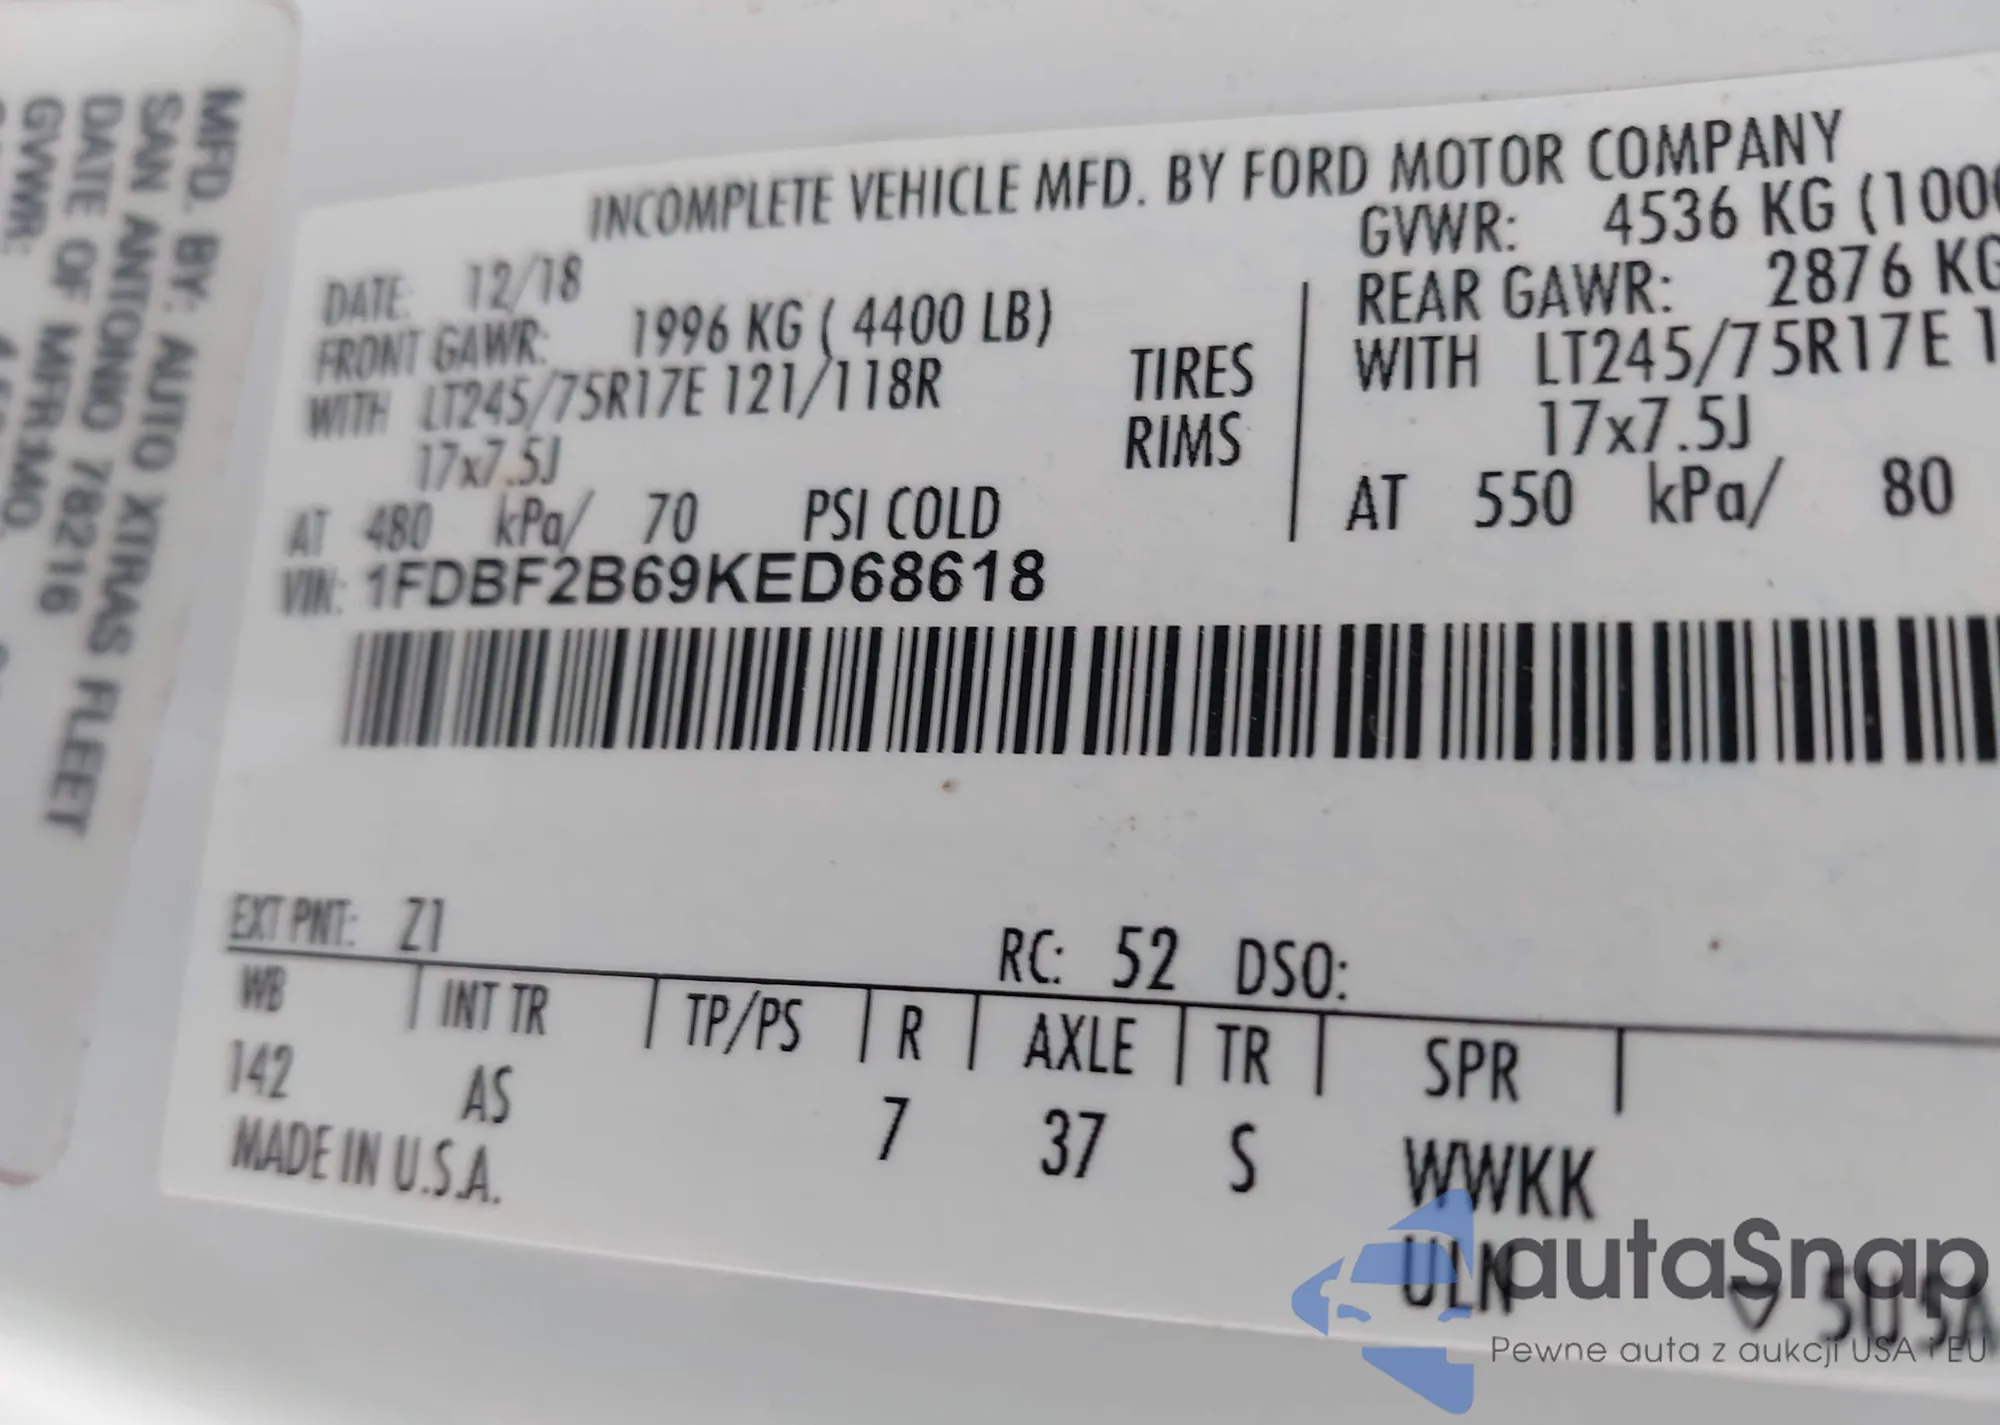 MFD. BY: AUTO XTRAS FLEET
SAN ANTONIO 78216
DATE OF MFR:MO.
GVWR:
INCOMPLETE VEHICLE MFD. BY FORD MOTOR COMPANY
DATE: 12/18 GVWR: 4536 KG (1000
FRONT GAWR: 1996 KG ( 4400 LB) REAR GAWR: 2876 KG
WITH LT245/75R17E 121/118R TIRES WITH LT245/75R17E 1
17x7.5J RIMS 17x7.5J
AT 480 kPa/ 70 PSI COLD AT 550 kPa/ 80
VIN: 1FDBF2B69KED68618
EXT PNT: Z1 RC: 52 DSO:
WB INT TR TP/PS R AXLE TR SPR
142 AS 7 37 S WWKK
MADE IN U.S.A. ULN
autaSnap
Pewne auta z aukcji USA i EU